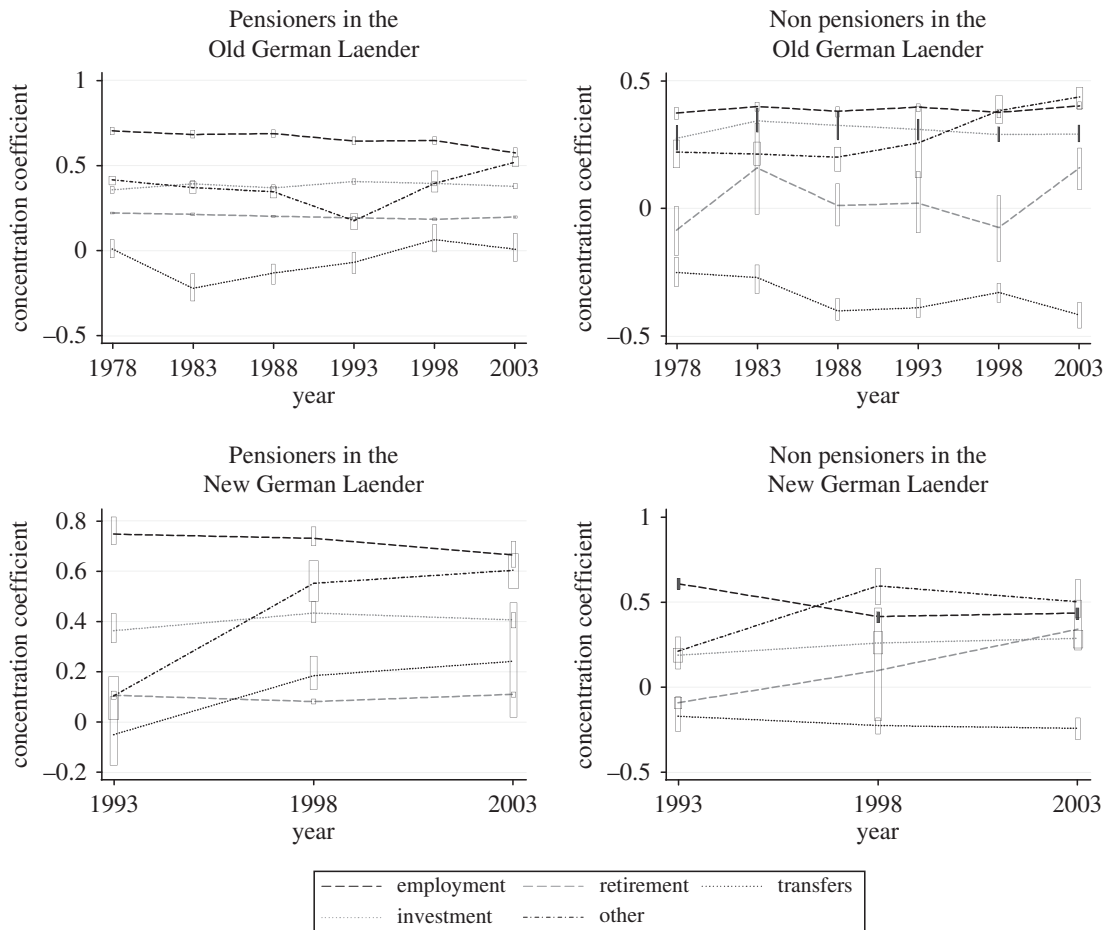 Pensioners in the
Old German Laender
concentration coefficient
1
0.5
0
–0.5
1978 1983 1988 1993 1998 2003
year
Non pensioners in the
Old German Laender
concentration coefficient
0.5
0
–0.5
1978 1983 1988 1993 1998 2003
year
Pensioners in the
New German Laender
concentration coefficient
0.8
0.6
0.4
0.2
0
–0.2
1993 1998 2003
year
Non pensioners in the
New German Laender
concentration coefficient
1
0.5
0
–0.5
1993 1998 2003
year
employment retirement transfers
investment other